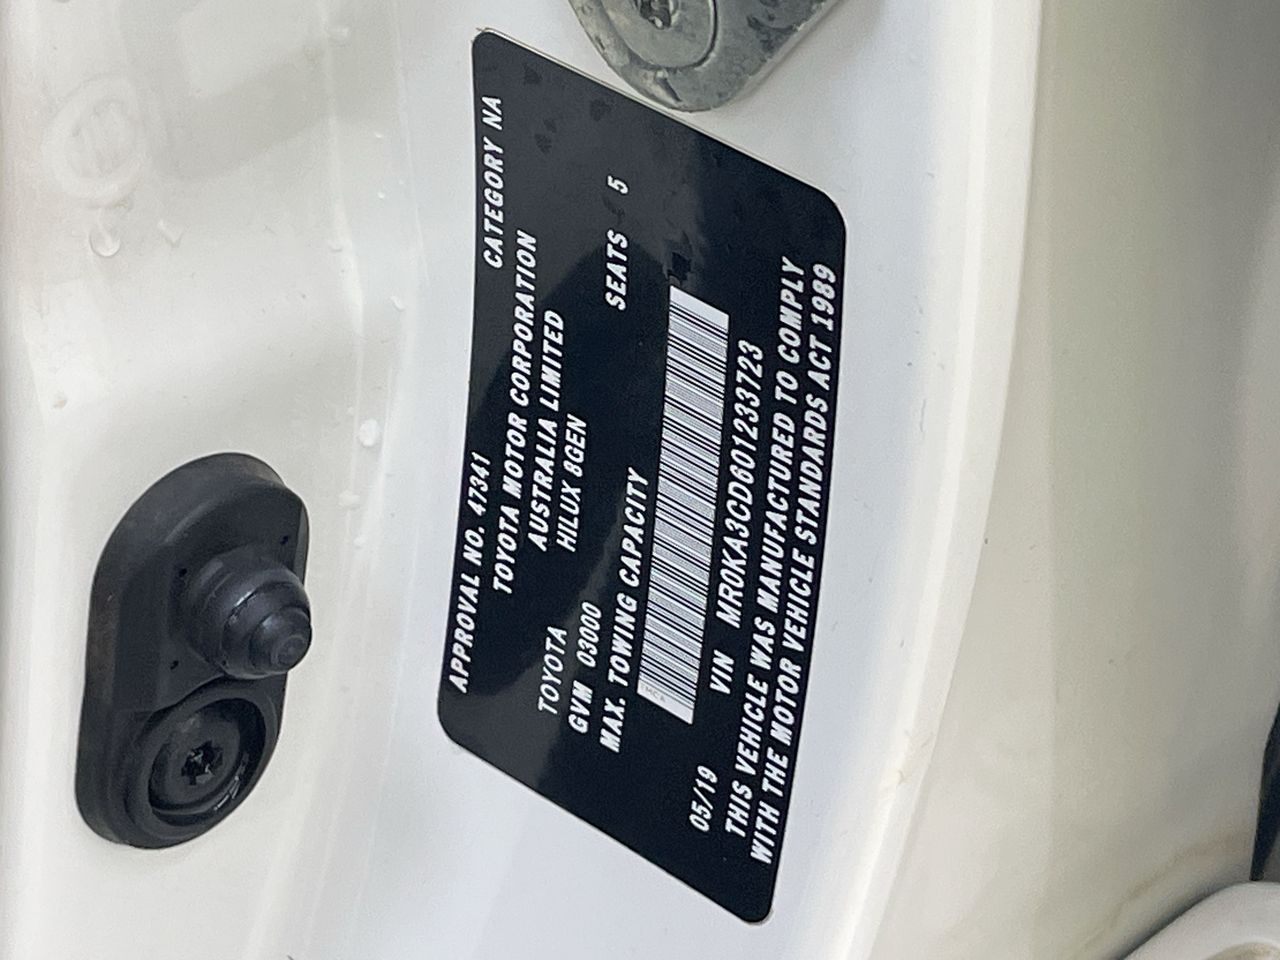 APPROVAL NO. 47341 CATEGORY NA
TOYOTA MOTOR CORPORATION
AUSTRALIA LIMITED
TOYOTA HILUX 8GEN
GVM 03000
MAX. TOWING CAPACITY SEATS 5
TMCA
05/19 VIN MR0KA3CD601233723
THIS VEHICLE WAS MANUFACTURED TO COMPLY
WITH THE MOTOR VEHICLE STANDARDS ACT 1989